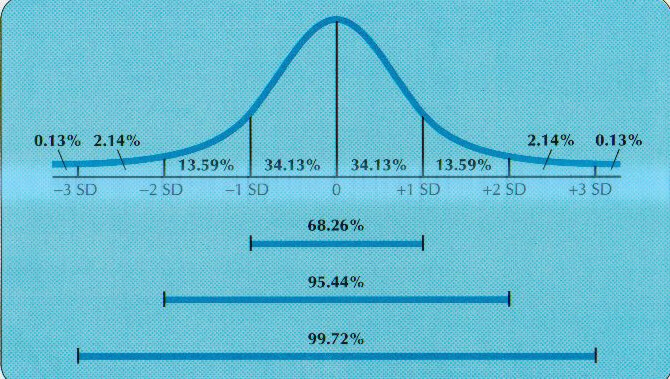 0.13% 2.14% 2.14% 0.13%
13.59% 34.13% 34.13% 13.59%
−3 SD −2 SD −1 SD 0 +1 SD +2 SD +3 SD
68.26%
95.44%
99.72%